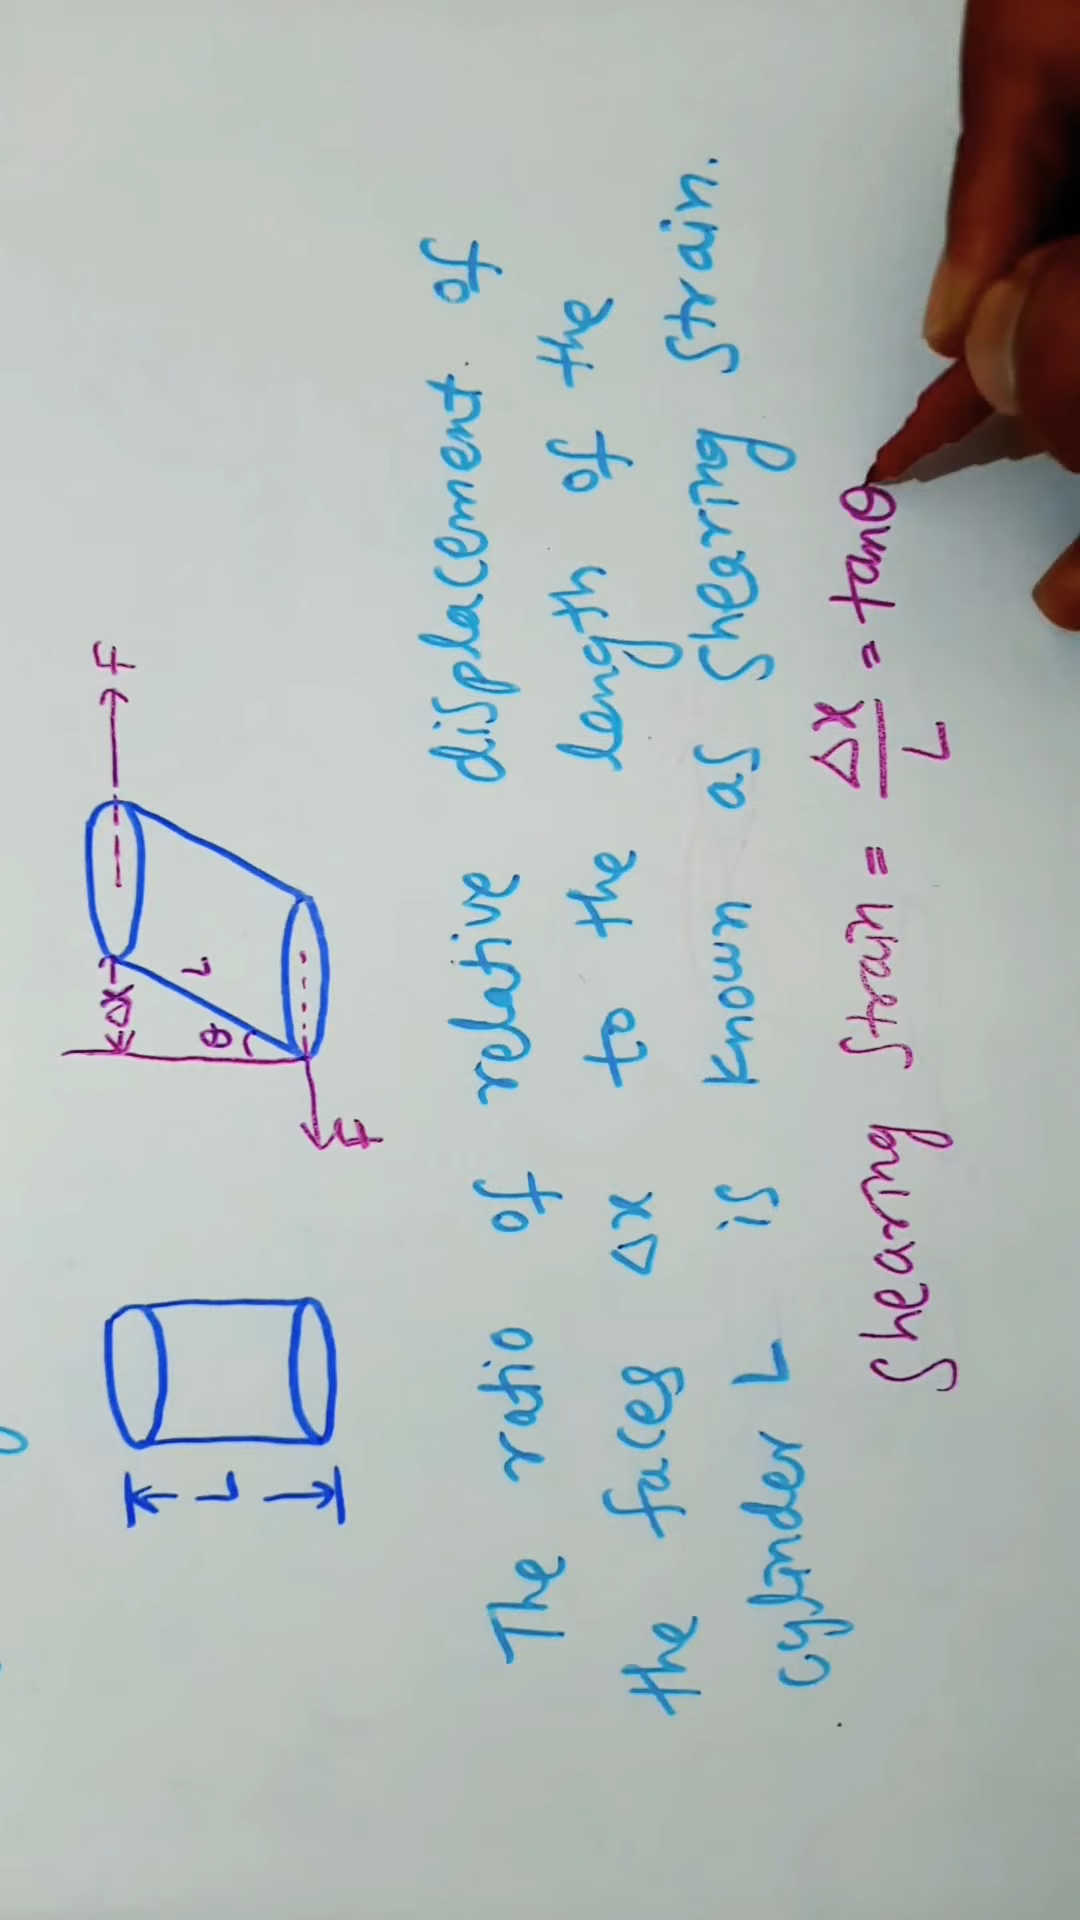 F
Δx
L
L
θ
F
The ratio of relative displacement of
the faces Δx to the length of the
cylinder L is known as Shearing Strain.
Shearing Strain = Δx/L = tanθ